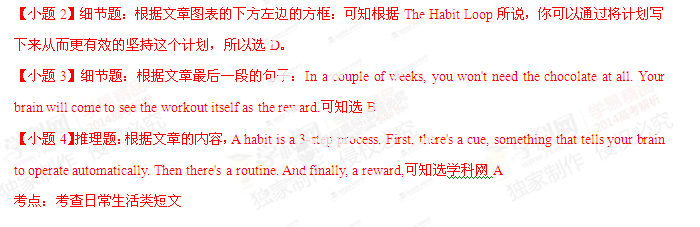 【小题 2】细节题：根据文章图表的下方左边的方框：可知根据 The Habit Loop 所说，你可以通过将计划写
下来从而更有效的坚持这个计划，所以选 D。
【小题 3】细节题：根据文章最后一段的句子：In a couple of weeks, you won't need the chocolate at all. Your
brain will come to see the workout itself as the reward.可知选 B
【小题 4】推理题：根据文章的内容，A habit is a 3-step process. First, there's a cue, something that tells your brain
to operate automatically. Then there's a routine. And finally, a reward,可知选学科网 A
考点：考查日常生活类短文